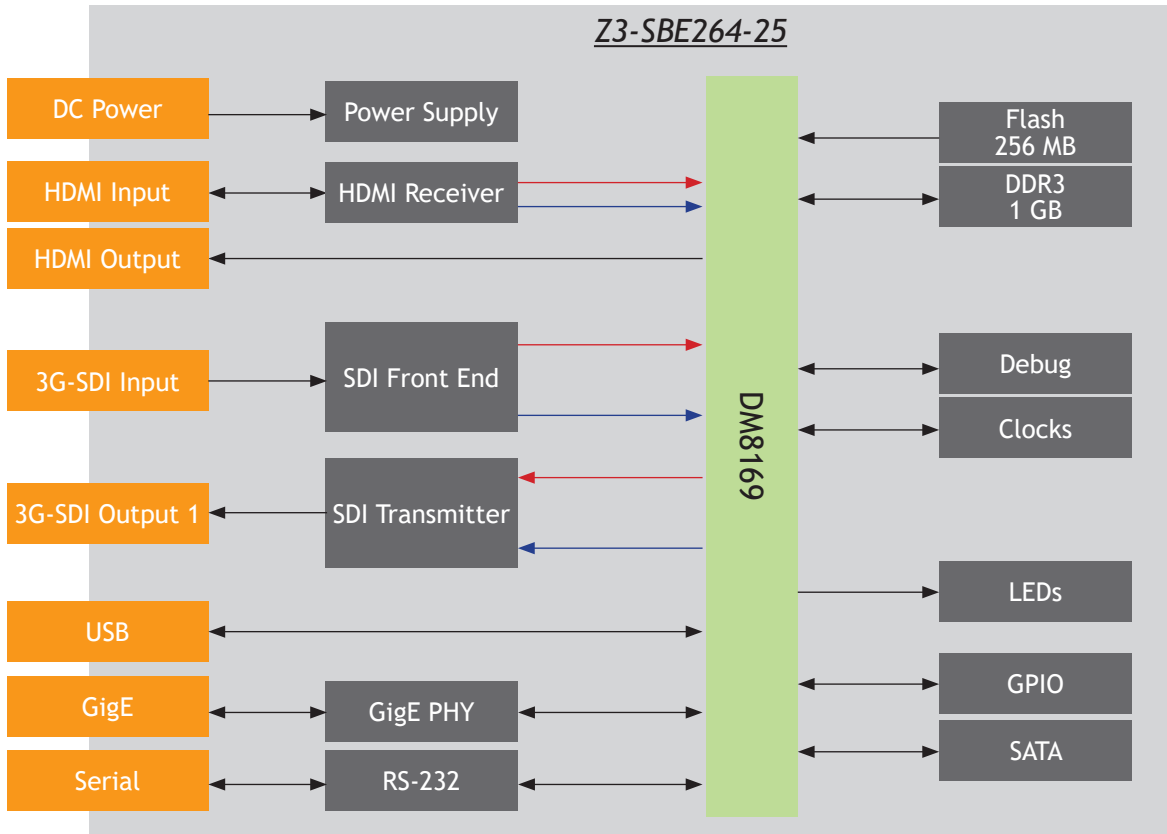 Z3-SBE264-25
DC Power
Power Supply
HDMI Input
HDMI Receiver
HDMI Output
3G-SDI Input
SDI Front End
3G-SDI Output 1
SDI Transmitter
USB
GigE
GigE PHY
Serial
RS-232
DM8169
Flash
256 MB
DDR3
1 GB
Debug
Clocks
LEDs
GPIO
SATA